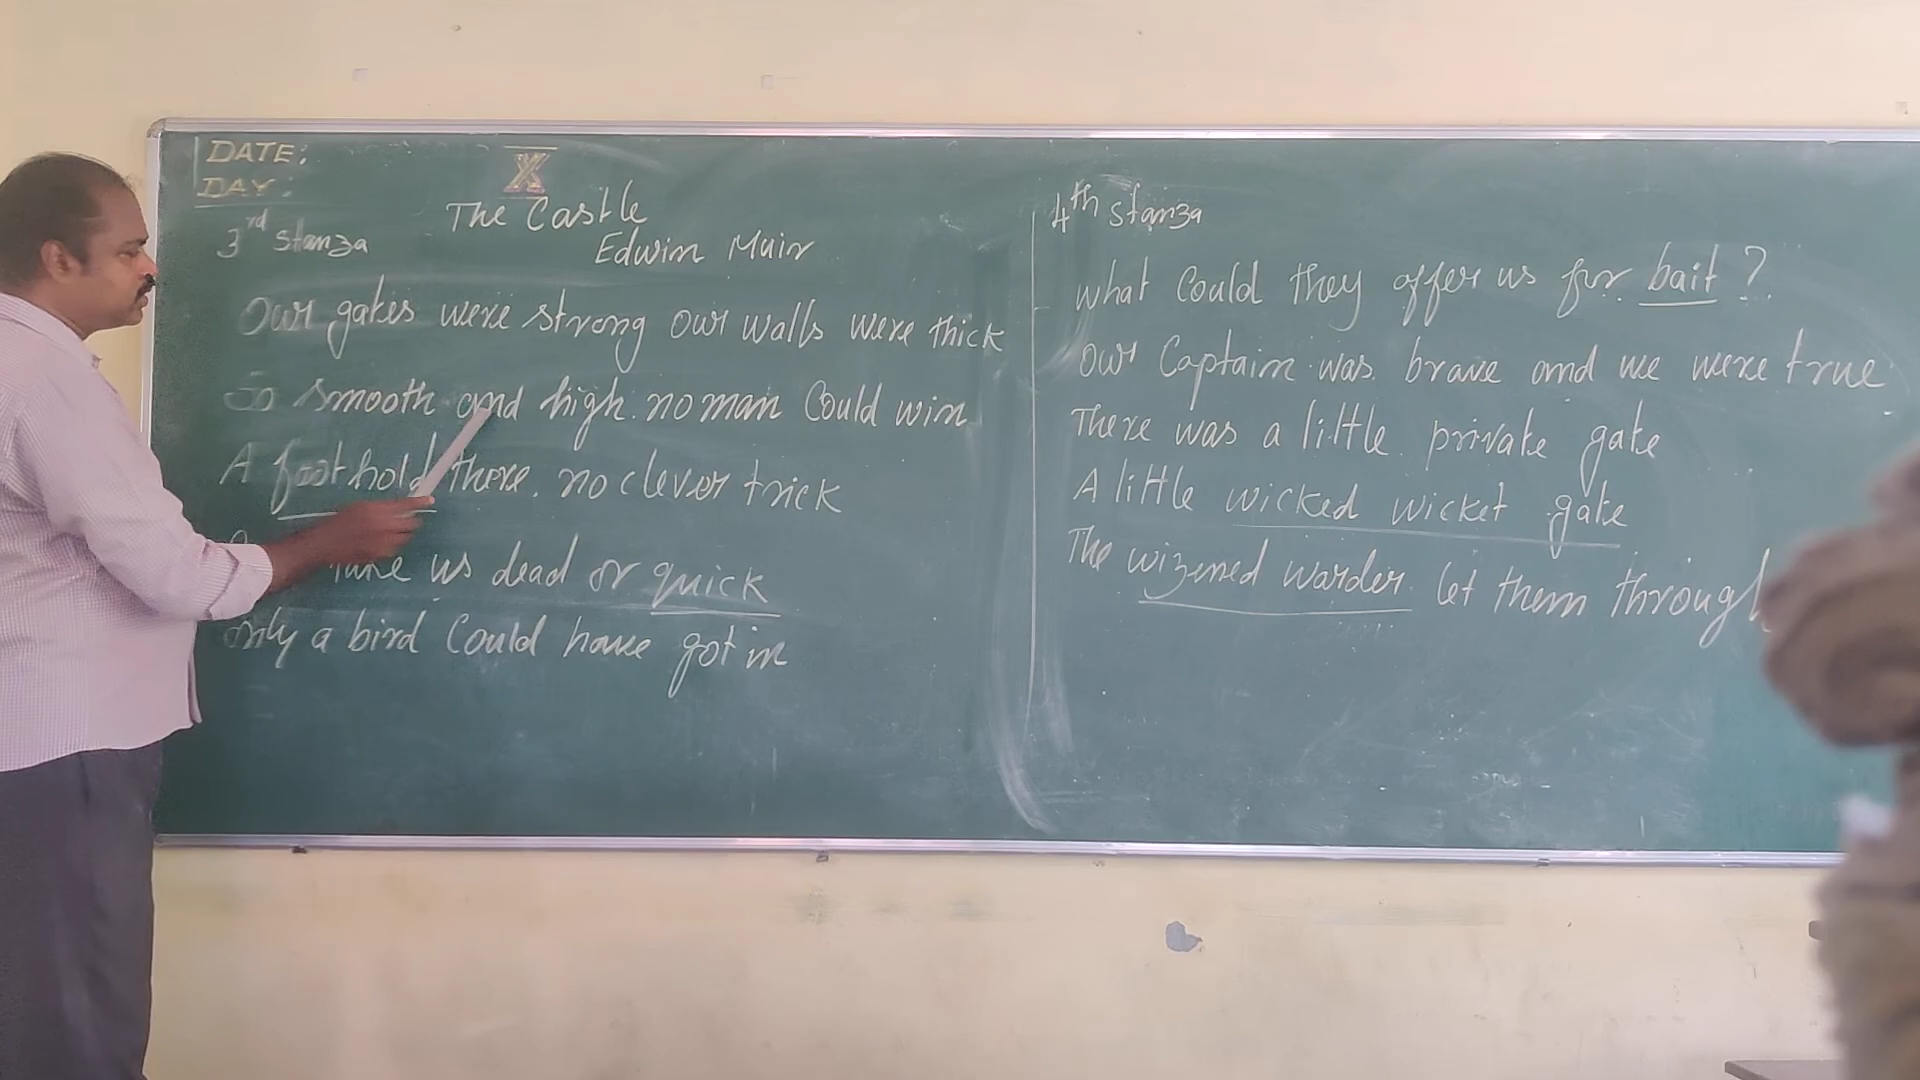 DATE:
DAY:
X
The Castle
Edwin Muir
3rd Stanza
Our gates were strong our walls were thick
So smooth and high. no man Could win
A foothold there. no clever trick
take us dead or quick
only a bird Could have got in
4th Stanza
What Could they offer us for bait?
our Captain was brave and we were true
There was a little private gate
A little wicked wicket gate
The wizened warder let them through